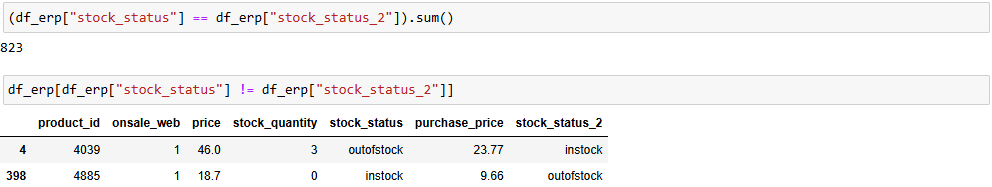 (df_erp["stock_status"] == df_erp["stock_status_2"]).sum()
823
df_erp[df_erp["stock_status"] != df_erp["stock_status_2"]]
product_id onsale_web price stock_quantity stock_status purchase_price stock_status_2
4 4039 1 46.0 3 outofstock 23.77 instock
398 4885 1 18.7 0 instock 9.66 outofstock